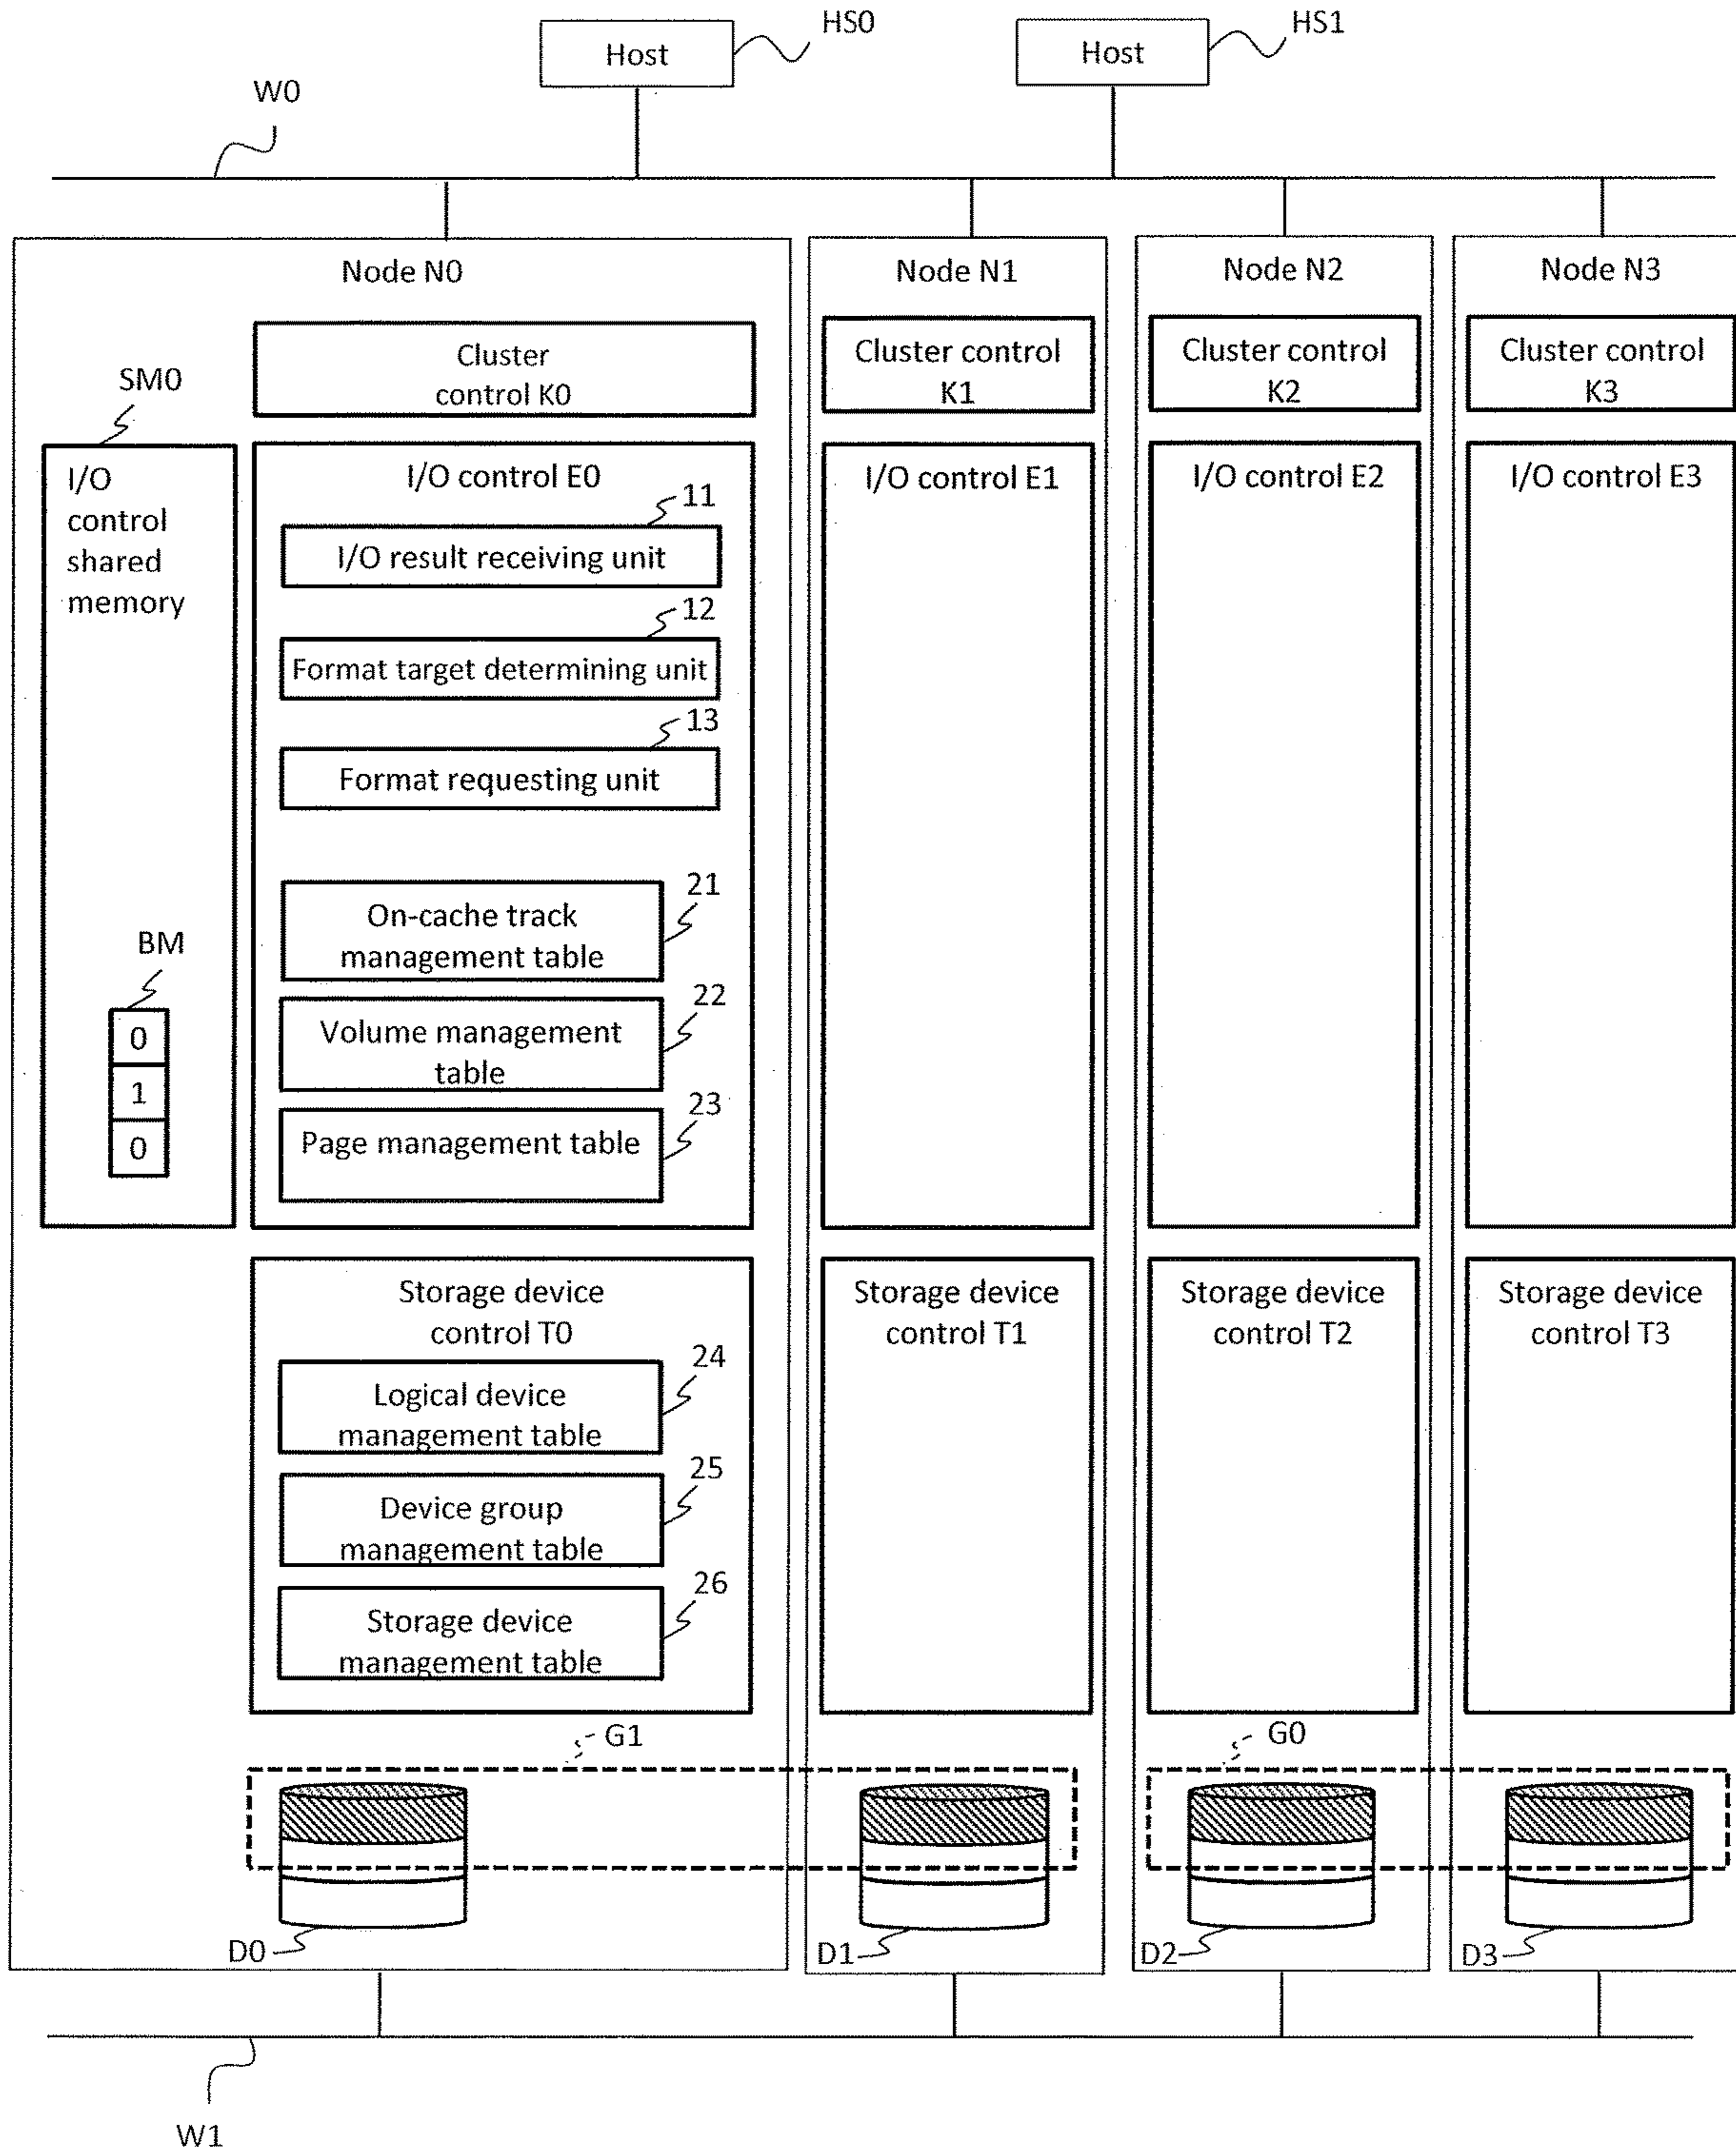 HS0
HS1
Host
Host
W0
Node N0
Node N1
Node N2
Node N3
Cluster
control K0
Cluster control
K1
Cluster control
K2
Cluster control
K3
SM0
I/O
control
shared
memory
BM
0
1
0
I/O control E0
11
I/O result receiving unit
12
Format target determining unit
13
Format requesting unit
21
On-cache track
management table
22
Volume management
table
23
Page management table
I/O control E1
I/O control E2
I/O control E3
Storage device
control T0
24
Logical device
management table
25
Device group
management table
26
Storage device
management table
Storage device
control T1
Storage device
control T2
Storage device
control T3
G1
G0
D0
D1
D2
D3
W1